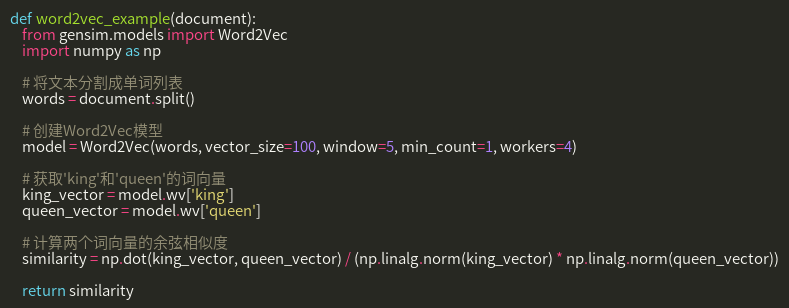 def word2vec_example(document):
    from gensim.models import Word2Vec
    import numpy as np

    # 将文本分割成单词列表
    words = document.split()

    # 创建Word2Vec模型
    model = Word2Vec(words, vector_size=100, window=5, min_count=1, workers=4)

    # 获取'king'和'queen'的词向量
    king_vector = model.wv['king']
    queen_vector = model.wv['queen']

    # 计算两个词向量的余弦相似度
    similarity = np.dot(king_vector, queen_vector) / (np.linalg.norm(king_vector) * np.linalg.norm(queen_vector))

    return similarity